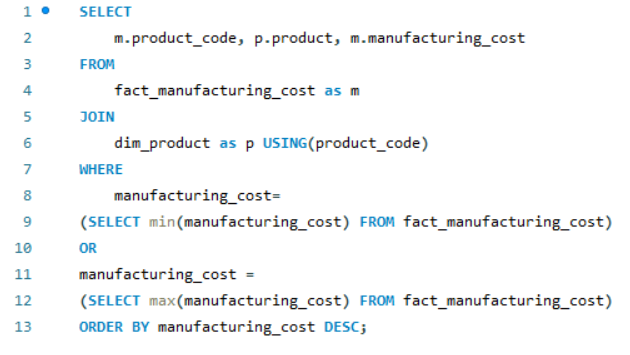 1 SELECT
2 m.product_code, p.product, m.manufacturing_cost
3 FROM
4 fact_manufacturing_cost as m
5 JOIN
6 dim_product as p USING(product_code)
7 WHERE
8 manufacturing_cost=
9 (SELECT min(manufacturing_cost) FROM fact_manufacturing_cost)
10 OR
11 manufacturing_cost =
12 (SELECT max(manufacturing_cost) FROM fact_manufacturing_cost)
13 ORDER BY manufacturing_cost DESC;